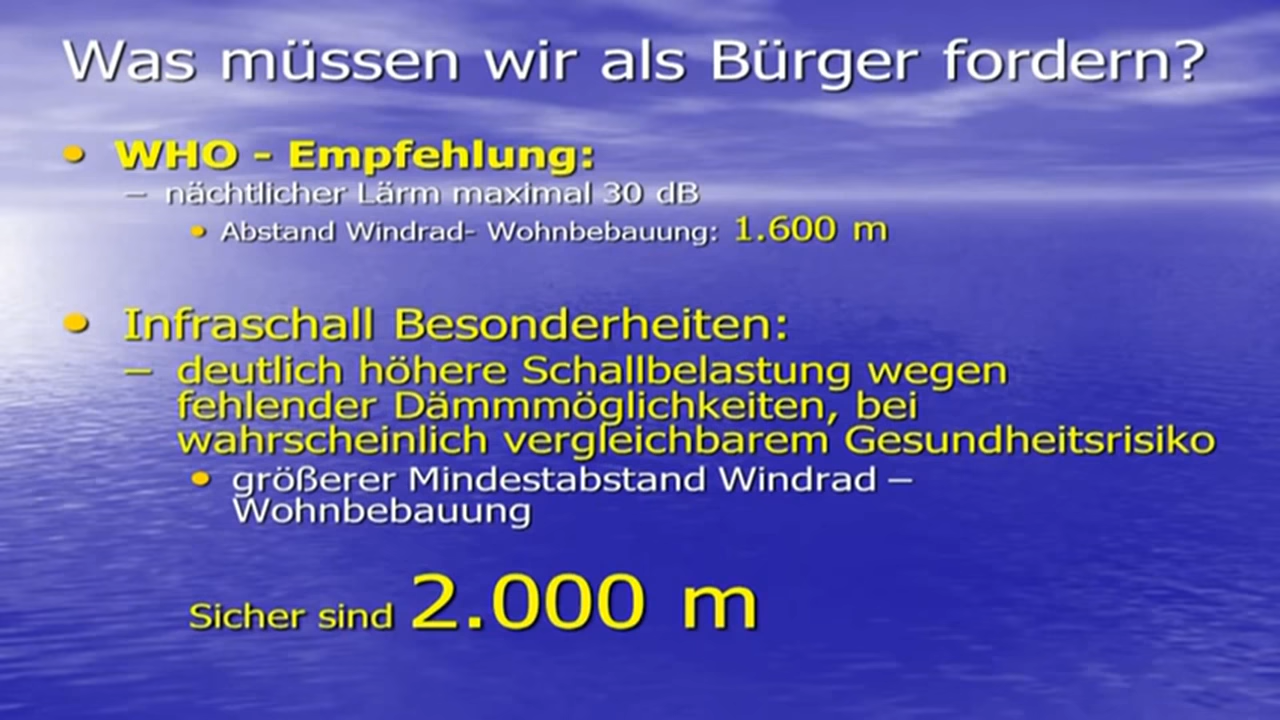 Was müssen wir als Bürger fordern?
• WHO - Empfehlung:
– nächtlicher Lärm maximal 30 dB
• Abstand Windrad- Wohnbebauung: 1.600 m
• Infraschall Besonderheiten:
– deutlich höhere Schallbelastung wegen
fehlender Dämmmöglichkeiten, bei
wahrscheinlich vergleichbarem Gesundheitsrisiko
• größerer Mindestabstand Windrad –
Wohnbebauung
Sicher sind 2.000 m